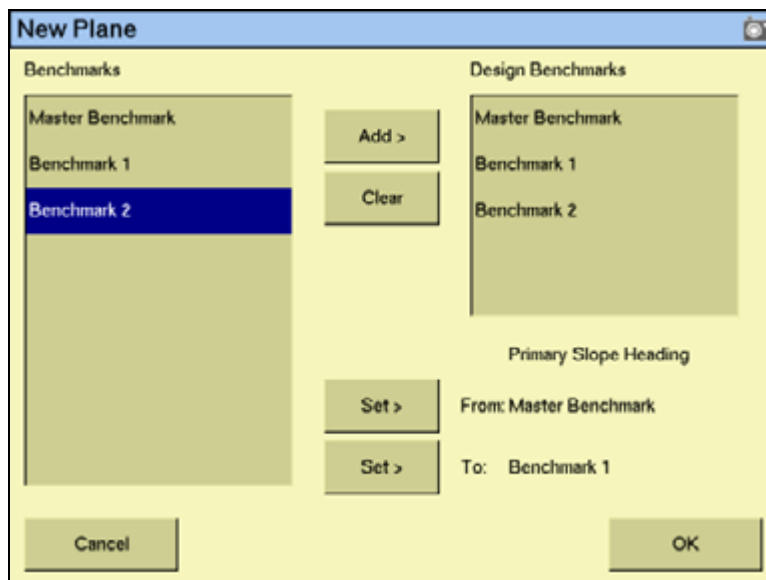 New Plane
Benchmarks
Design Benchmarks
Master Benchmark
Benchmark 1
Benchmark 2
Add >
Clear
Master Benchmark
Benchmark 1
Benchmark 2
Primary Slope Heading
Set >
From: Master Benchmark
Set >
To: Benchmark 1
Cancel
OK